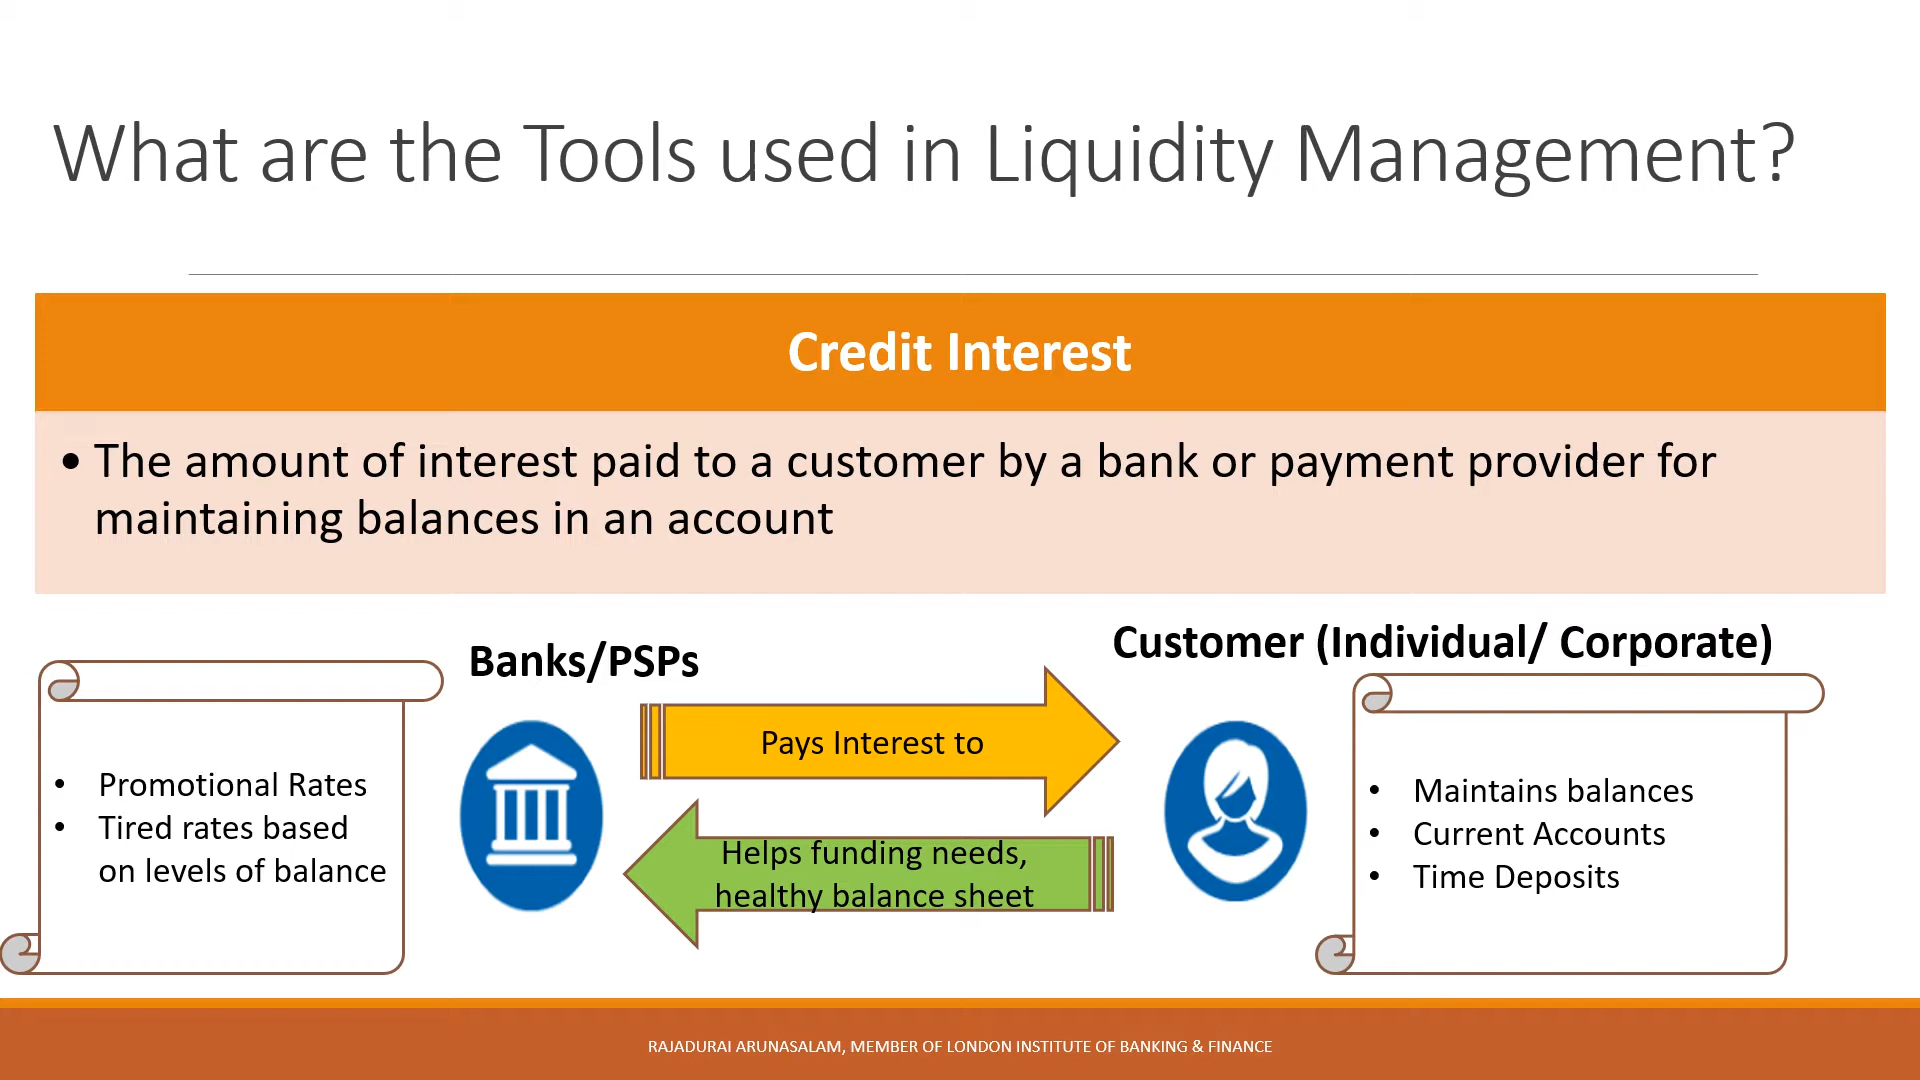 What are the Tools used in Liquidity Management?
Credit Interest
• The amount of interest paid to a customer by a bank or payment provider for
maintaining balances in an account
Banks/PSPs
Customer (Individual/ Corporate)
• Promotional Rates
• Tired rates based
on levels of balance
Pays Interest to
Helps funding needs,
healthy balance sheet
• Maintains balances
• Current Accounts
• Time Deposits
RAJADURAI ARUNASALAM, MEMBER OF LONDON INSTITUTE OF BANKING & FINANCE